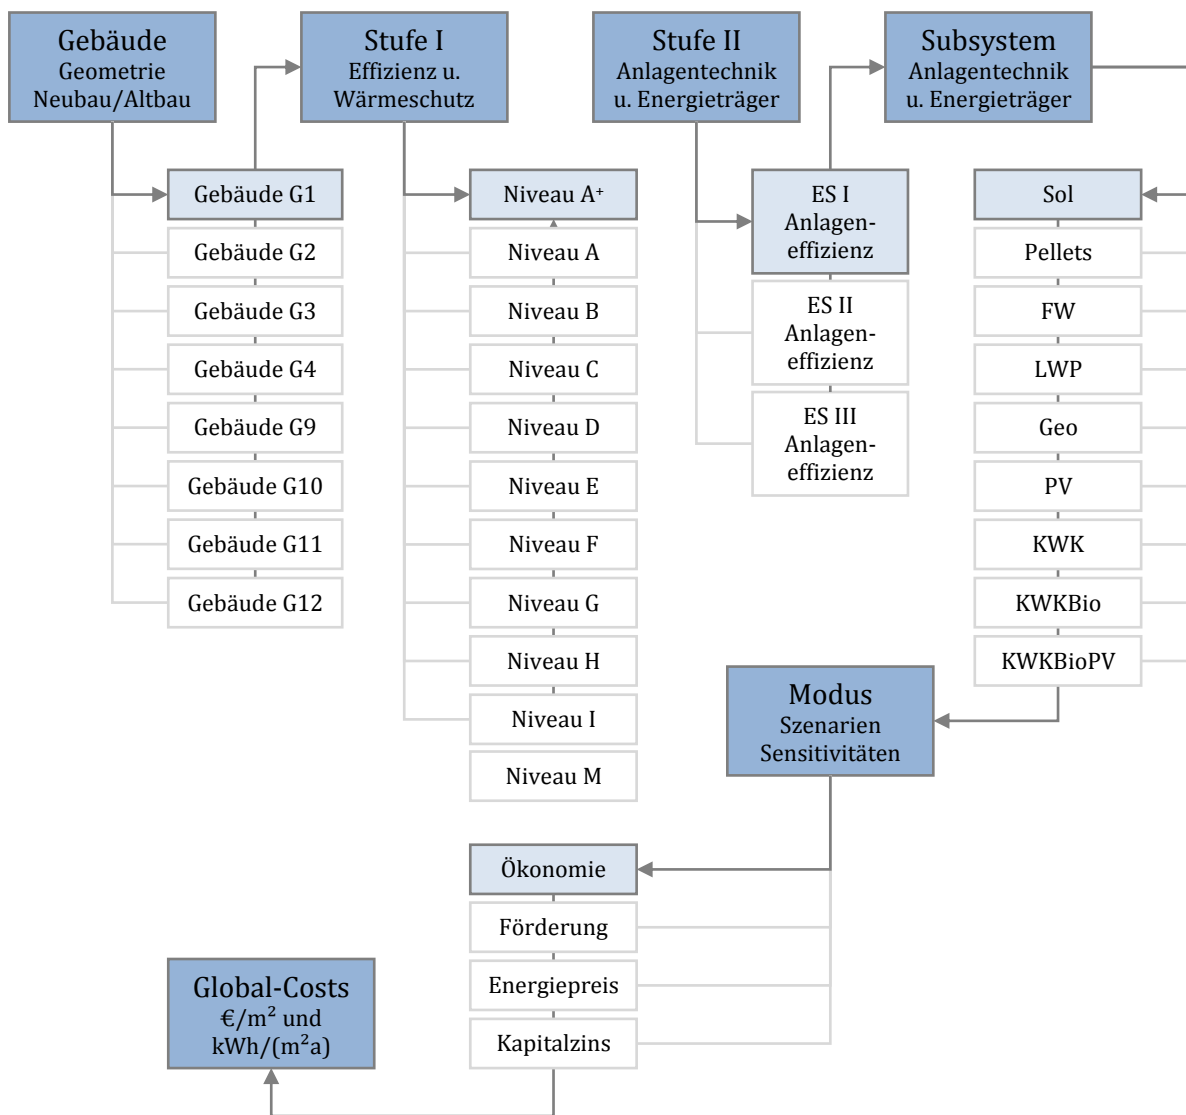 Gebäude
Geometrie
Neubau/Altbau
Stufe I
Effizienz u.
Wärmeschutz
Stufe II
Anlagentechnik
u. Energieträger
Subsystem
Anlagentechnik
u. Energieträger
Gebäude G1
Gebäude G2
Gebäude G3
Gebäude G4
Gebäude G9
Gebäude G10
Gebäude G11
Gebäude G12
Niveau A⁺
Niveau A
Niveau B
Niveau C
Niveau D
Niveau E
Niveau F
Niveau G
Niveau H
Niveau I
Niveau M
ES I
Anlagen-
effizienz
ES II
Anlagen-
effizienz
ES III
Anlagen-
effizienz
Sol
Pellets
FW
LWP
Geo
PV
KWK
KWKBio
KWKBioPV
Modus
Szenarien
Sensitivitäten
Ökonomie
Förderung
Energiepreis
Kapitalzins
Global-Costs
€/m² und
kWh/(m²a)